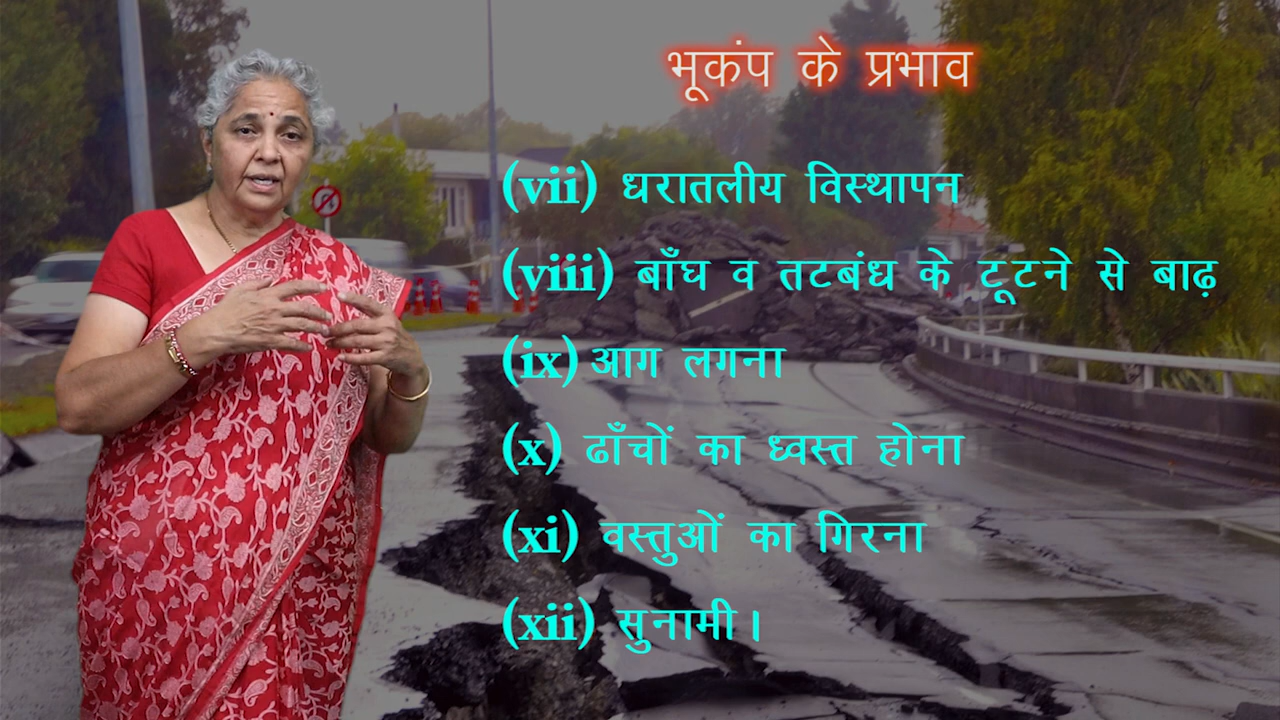 भूकंप के प्रभाव
(vii) धरातलीय विस्थापन
(viii) बाँघ व तटबंध के टूटने से बाढ़
(ix) आग लगना
(x) ढाँचों का ध्वस्त होना
(xi) वस्तुओं का गिरना
(xii) सुनामी।